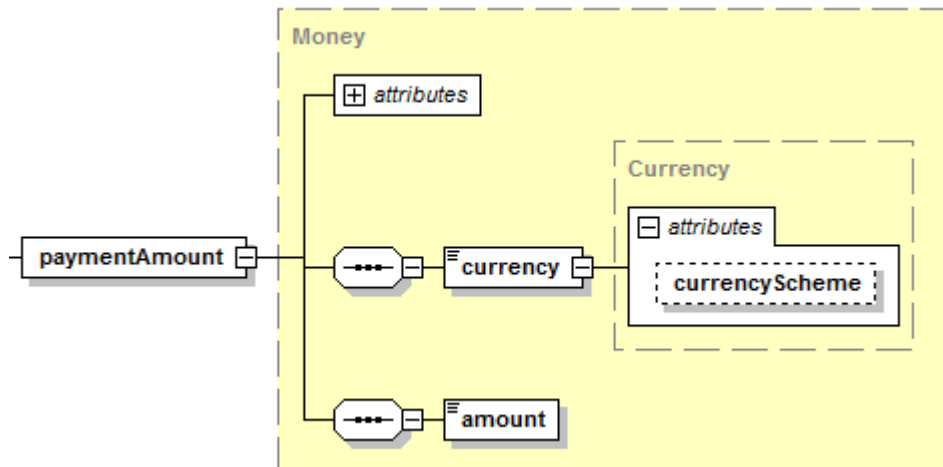 Money
attributes
Currency
attributes
paymentAmount
currency
currencyScheme
amount